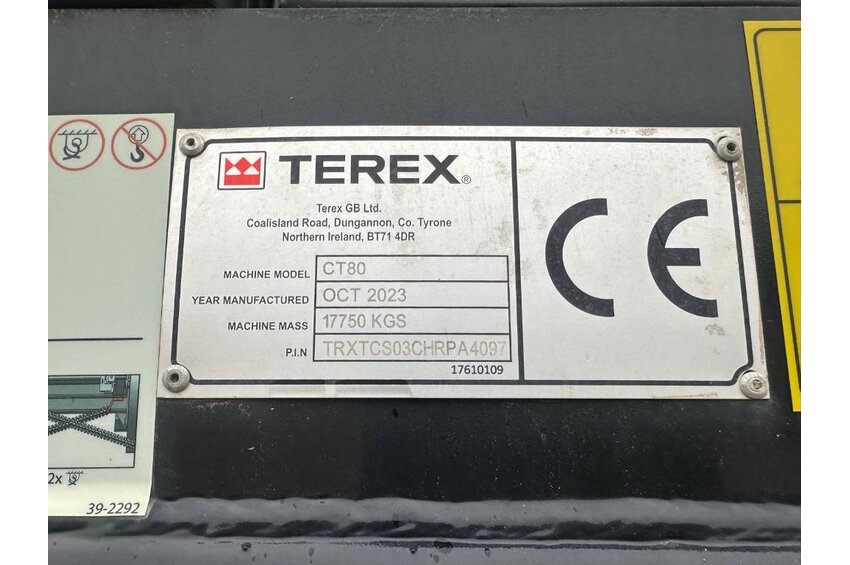 TEREX®
Terex GB Ltd.
Coalisland Road, Dungannon, Co. Tyrone
Northern Ireland, BT71 4DR
MACHINE MODEL CT80
YEAR MANUFACTURED OCT 2023
MACHINE MASS 17750 KGS
P.I.N TRXTCS03CHRPA4097
17610109
CE
2x
39-2292